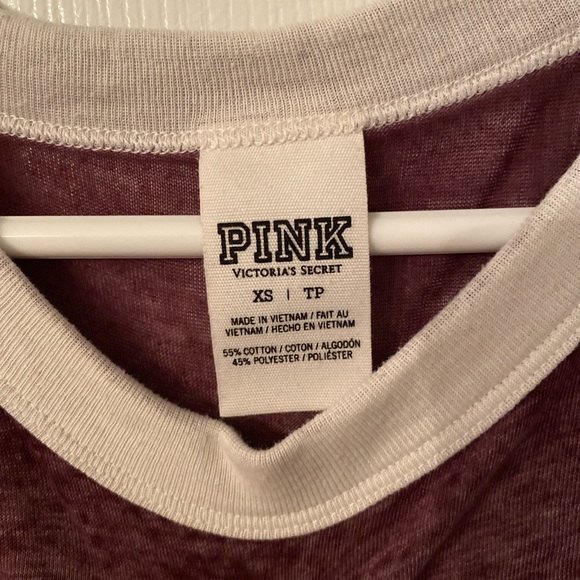 PINK
VICTORIA'S SECRET
XS | TP
MADE IN VIETNAM / FAIT AU
VIETNAM / HECHO EN VIETNAM
55% COTTON / COTON / ALGODÓN
45% POLYESTER / POLIÉSTER